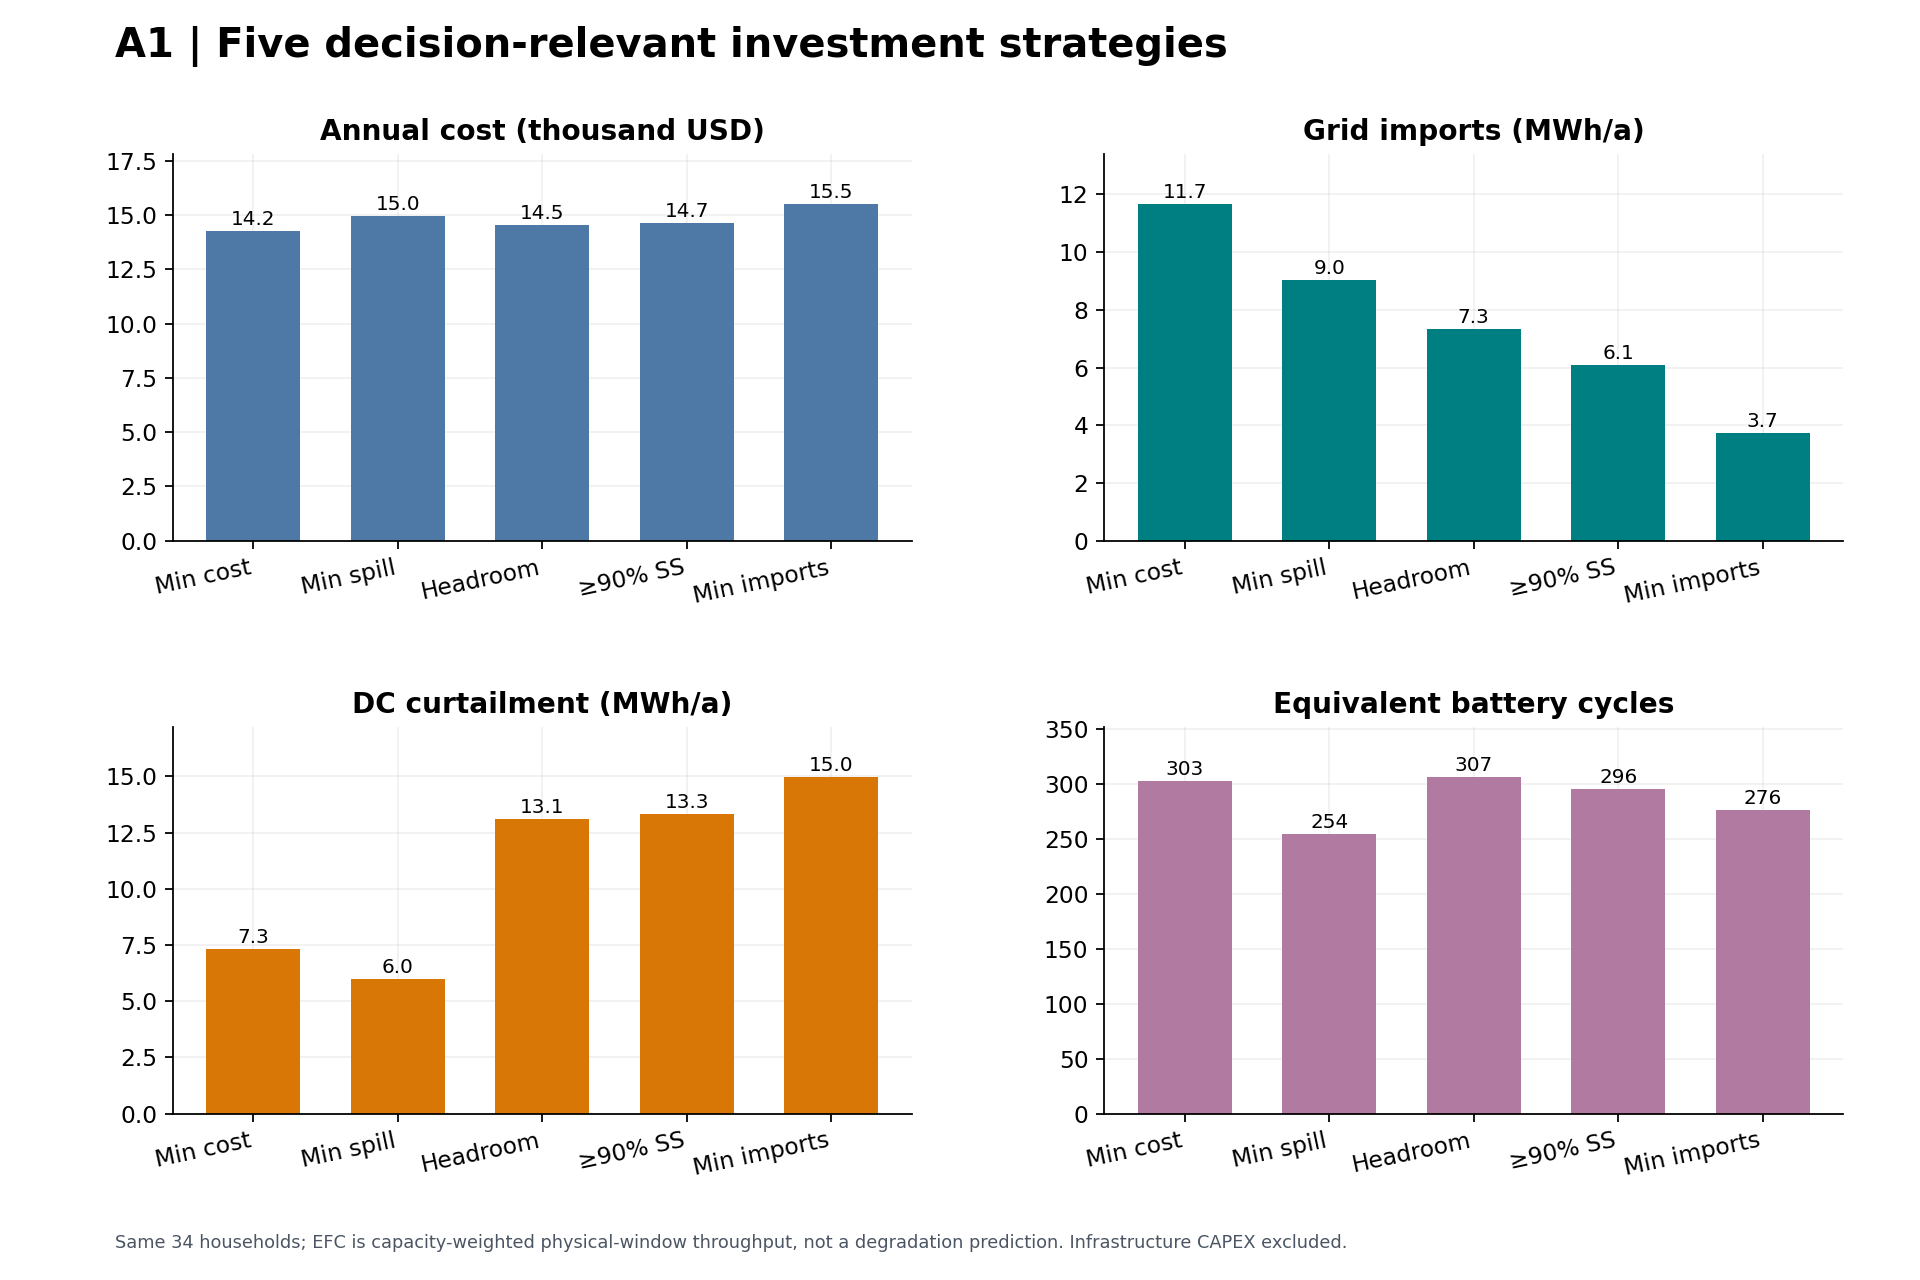 A1 | Five decision-relevant investment strategies
Annual cost (thousand USD)
17.5
15.0
12.5
10.0
7.5
5.0
2.5
0.0
14.2
15.0
14.5
14.7
15.5
Min cost
Min spill
Headroom
≥90% SS
Min imports
Grid imports (MWh/a)
12
10
8
6
4
2
0
11.7
9.0
7.3
6.1
3.7
Min cost
Min spill
Headroom
≥90% SS
Min imports
DC curtailment (MWh/a)
15.0
12.5
10.0
7.5
5.0
2.5
0.0
7.3
6.0
13.1
13.3
15.0
Min cost
Min spill
Headroom
≥90% SS
Min imports
Equivalent battery cycles
350
300
250
200
150
100
50
0
303
254
307
296
276
Min cost
Min spill
Headroom
≥90% SS
Min imports
Same 34 households; EFC is capacity-weighted physical-window throughput, not a degradation prediction. Infrastructure CAPEX excluded.